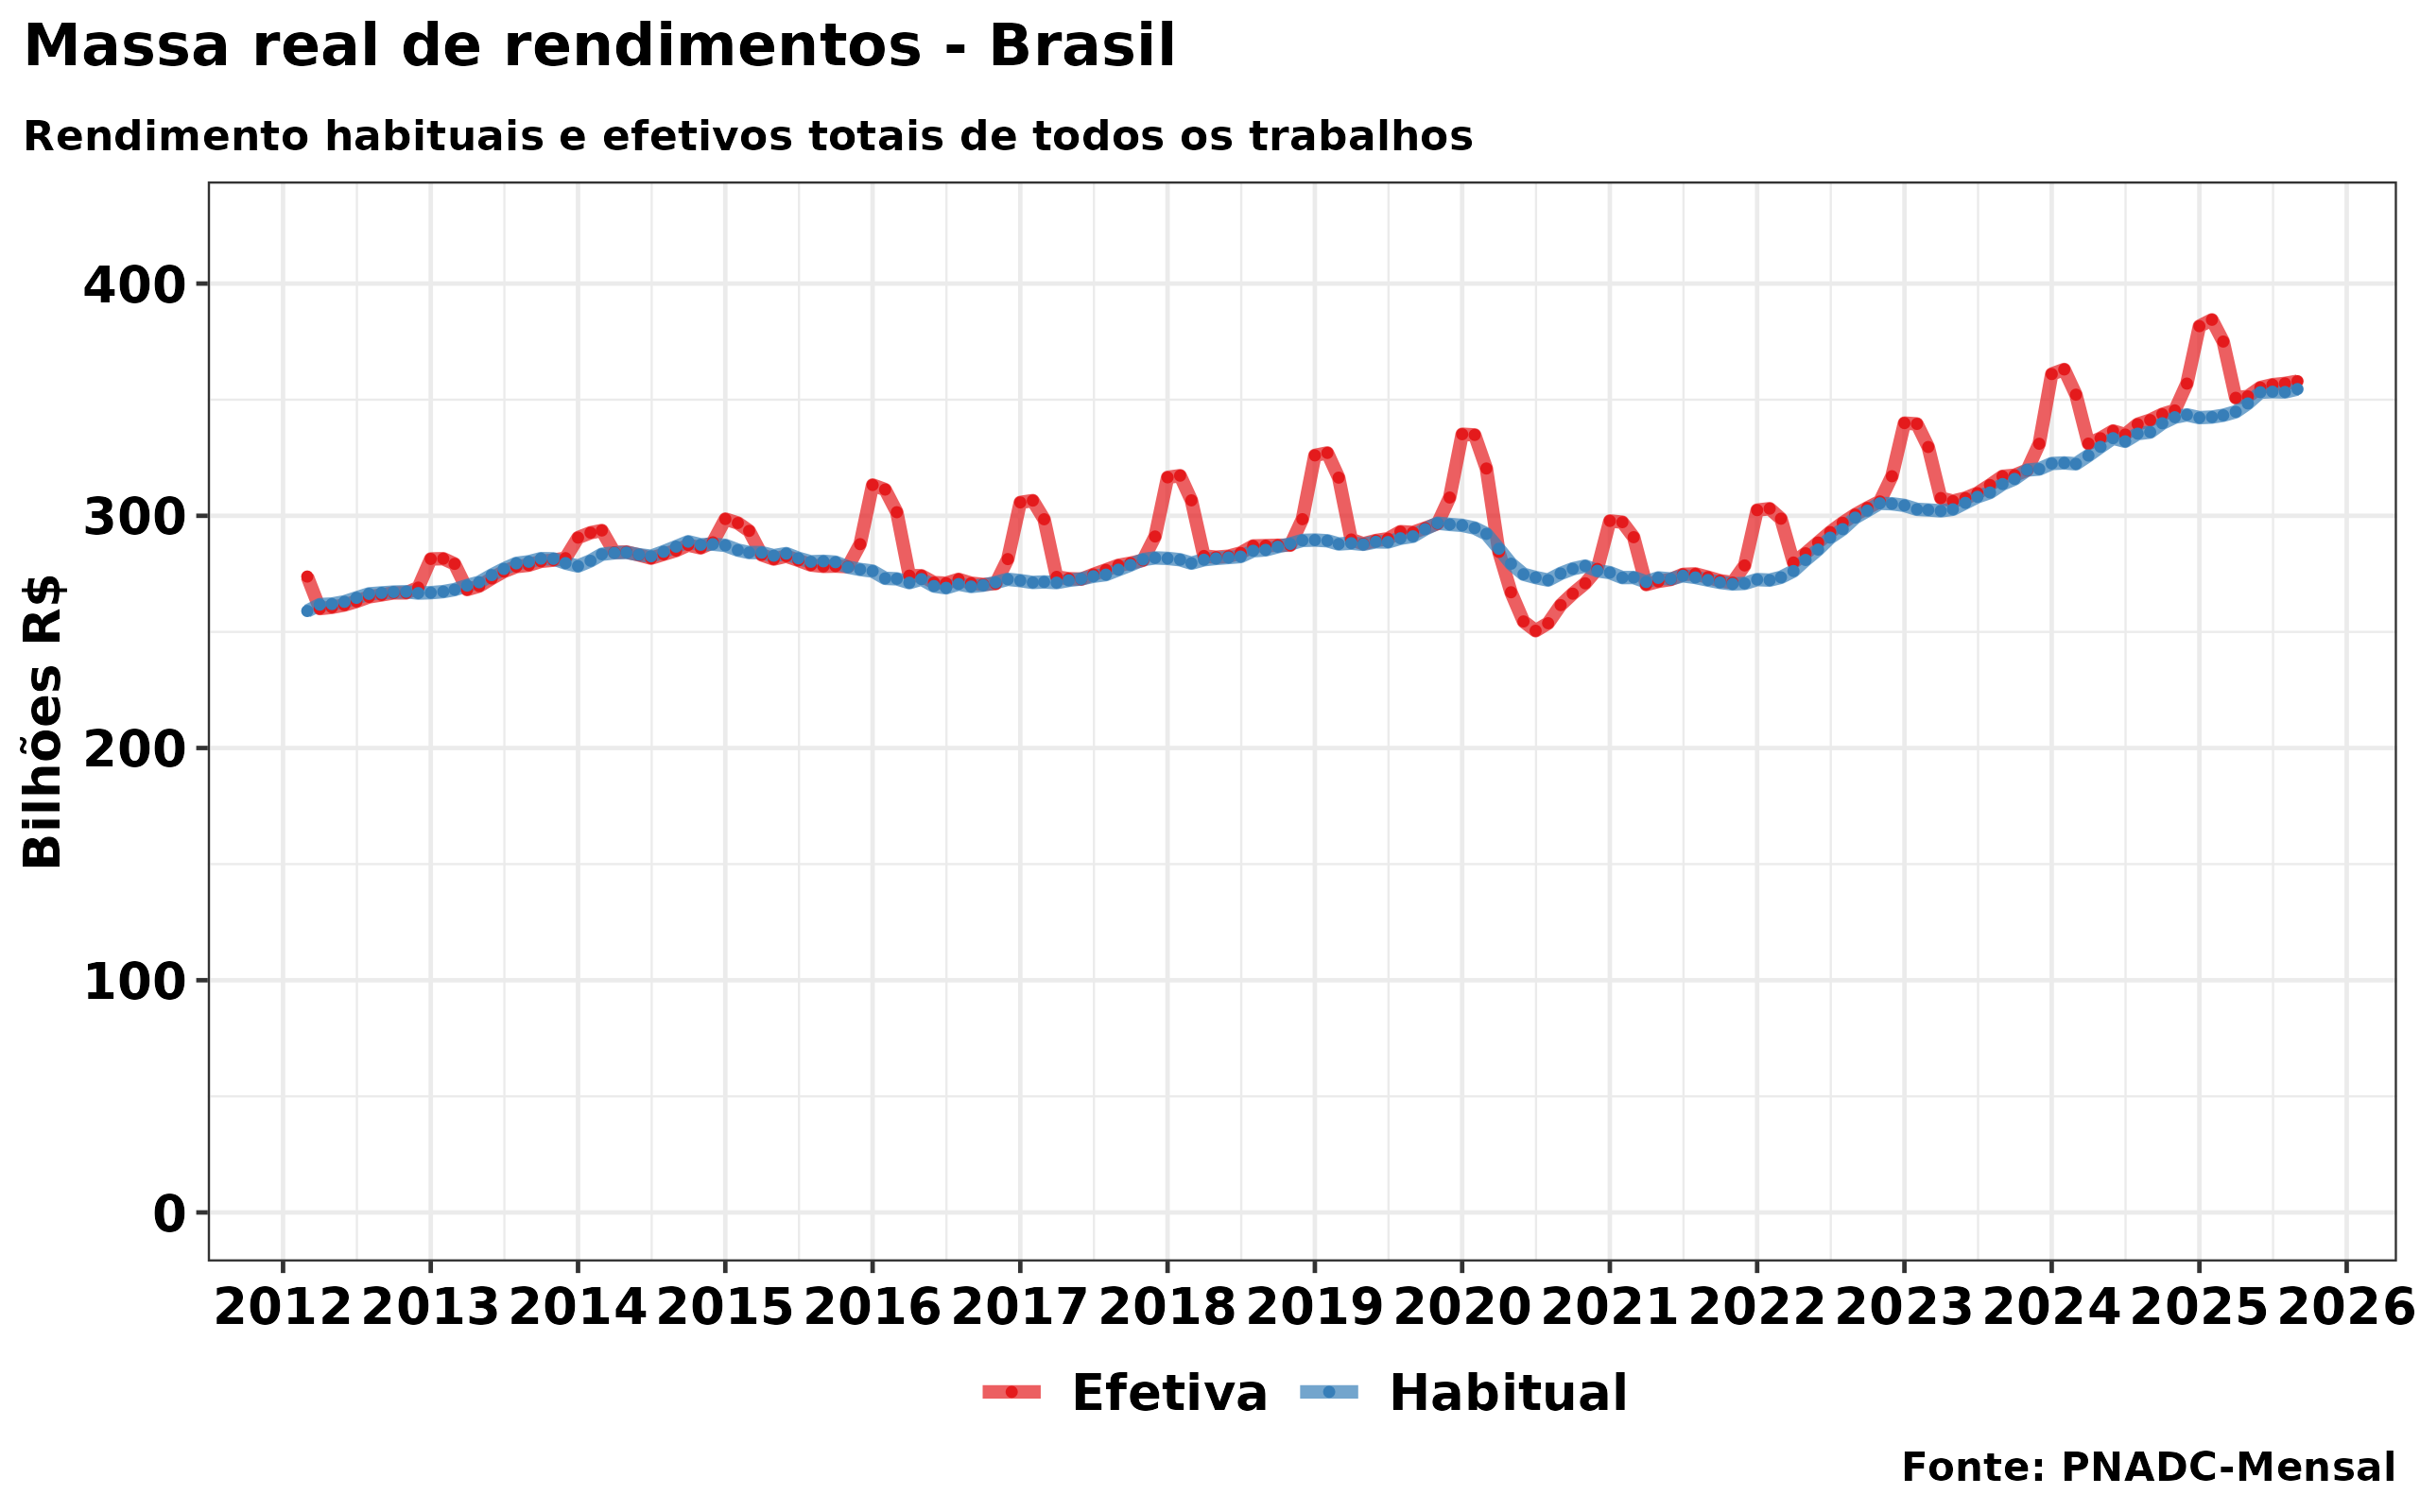 Massa real de rendimentos - Brasil
Rendimento habituais e efetivos totais de todos os trabalhos
Bilhões R$
400
300
200
100
0
2012 2013 2014 2015 2016 2017 2018 2019 2020 2021 2022 2023 2024 2025 2026
Efetiva Habitual
Fonte: PNADC-Mensal